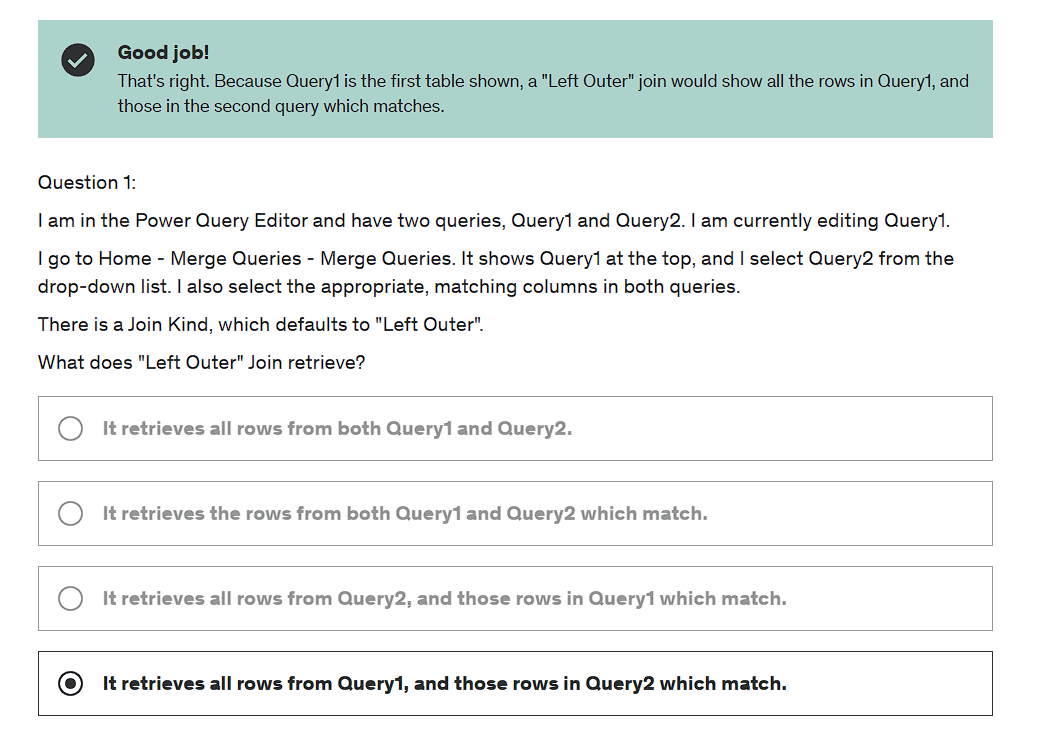 Good job!
That's right. Because Query1 is the first table shown, a "Left Outer" join would show all the rows in Query1, and
those in the second query which matches.
Question 1:
I am in the Power Query Editor and have two queries, Query1 and Query2. I am currently editing Query1.
I go to Home - Merge Queries - Merge Queries. It shows Query1 at the top, and I select Query2 from the
drop-down list. I also select the appropriate, matching columns in both queries.
There is a Join Kind, which defaults to "Left Outer".
What does "Left Outer" Join retrieve?
It retrieves all rows from both Query1 and Query2.
It retrieves the rows from both Query1 and Query2 which match.
It retrieves all rows from Query2, and those rows in Query1 which match.
It retrieves all rows from Query1, and those rows in Query2 which match.